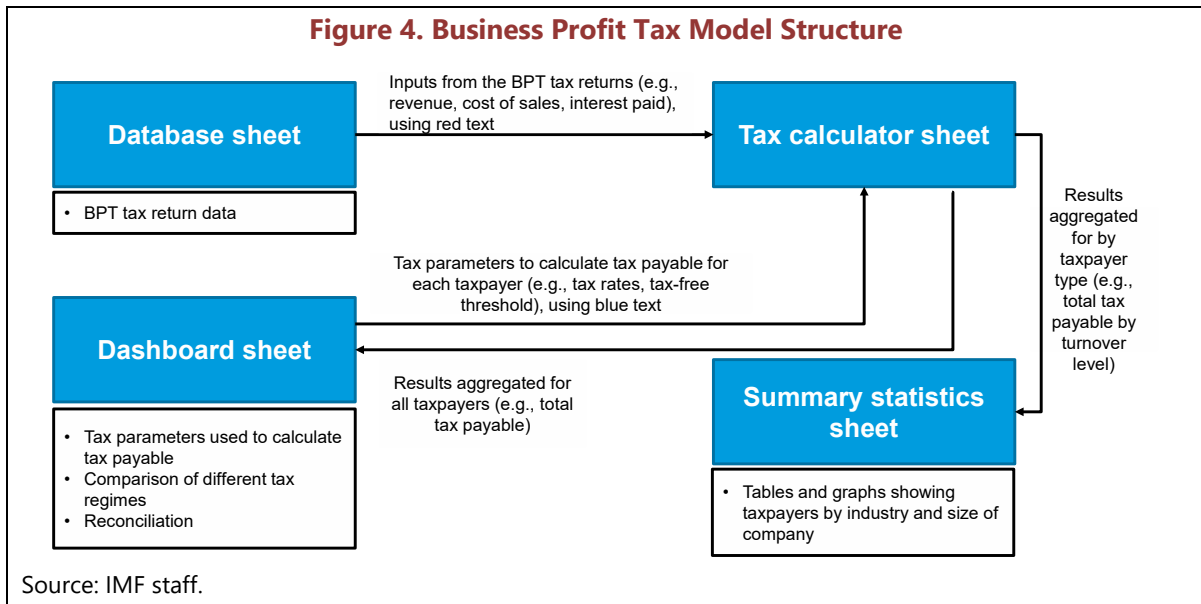 Figure 4. Business Profit Tax Model Structure
Database sheet
• BPT tax return data
Inputs from the BPT tax returns (e.g.,
revenue, cost of sales, interest paid),
using red text
Tax calculator sheet
Results
aggregated
for by
taxpayer
type (e.g.,
total tax
payable by
turnover
level)
Tax parameters to calculate tax payable for
each taxpayer (e.g., tax rates, tax-free
threshold), using blue text
Dashboard sheet
• Tax parameters used to calculate
tax payable
• Comparison of different tax
regimes
• Reconciliation
Results aggregated for
all taxpayers (e.g., total
tax payable)
Summary statistics
sheet
• Tables and graphs showing
taxpayers by industry and size of
company
Source: IMF staff.